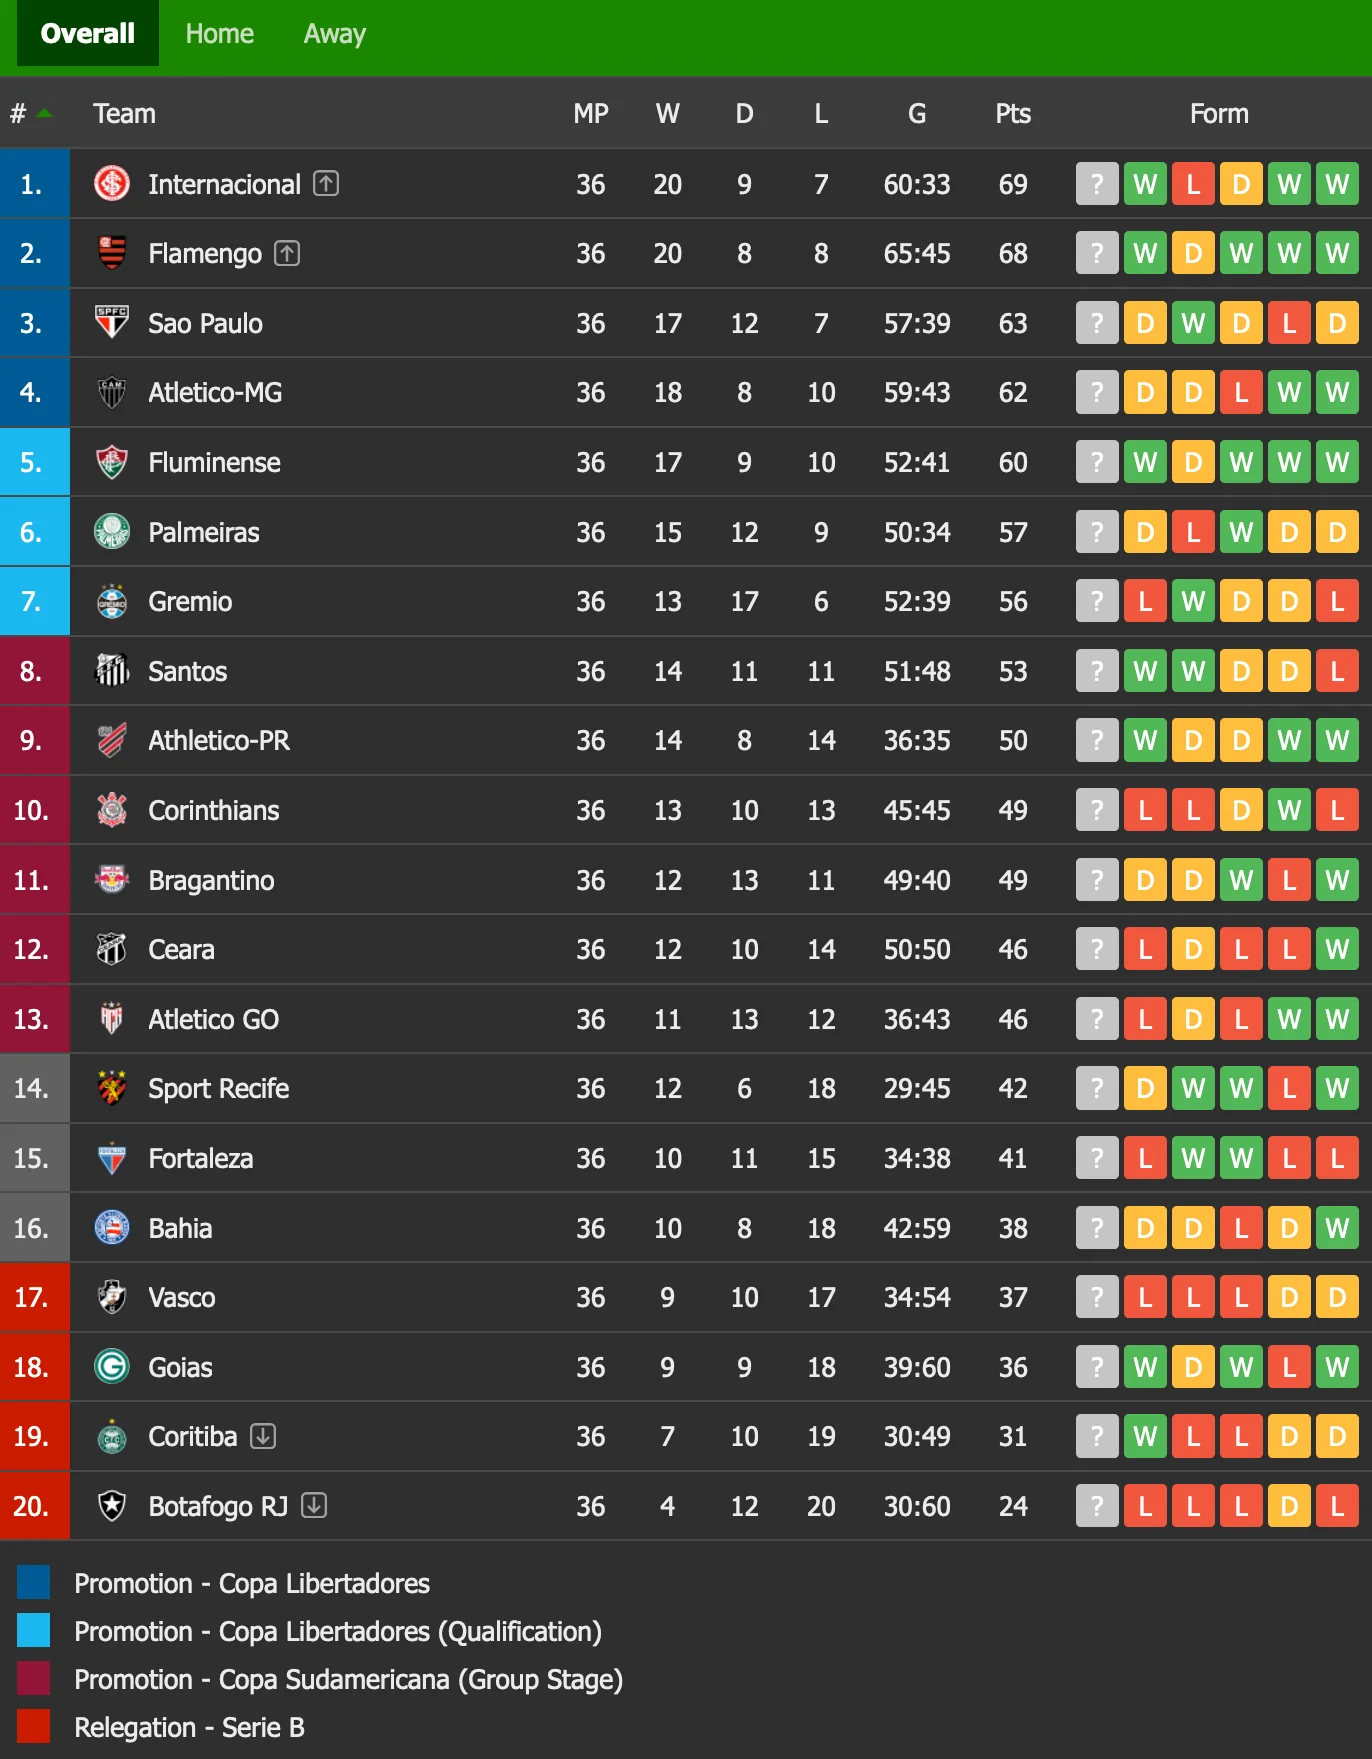 Overall Home Away
# Team MP W D L G Pts Form
1. Internacional 36 20 9 7 60:33 69 ? W L D W W
2. Flamengo 36 20 8 8 65:45 68 ? W D W W W
3. Sao Paulo 36 17 12 7 57:39 63 ? D W D L D
4. Atletico-MG 36 18 8 10 59:43 62 ? D D L W W
5. Fluminense 36 17 9 10 52:41 60 ? W D W W W
6. Palmeiras 36 15 12 9 50:34 57 ? D L W D D
7. Gremio 36 13 17 6 52:39 56 ? L W D D L
8. Santos 36 14 11 11 51:48 53 ? W W D D L
9. Athletico-PR 36 14 8 14 36:35 50 ? W D D W W
10. Corinthians 36 13 10 13 45:45 49 ? L L D W L
11. Bragantino 36 12 13 11 49:40 49 ? D D W L W
12. Ceara 36 12 10 14 50:50 46 ? L D L L W
13. Atletico GO 36 11 13 12 36:43 46 ? L D L W W
14. Sport Recife 36 12 6 18 29:45 42 ? D W W L W
15. Fortaleza 36 10 11 15 34:38 41 ? L W W L L
16. Bahia 36 10 8 18 42:59 38 ? D D L D W
17. Vasco 36 9 10 17 34:54 37 ? L L L D D
18. Goias 36 9 9 18 39:60 36 ? W D W L W
19. Coritiba 36 7 10 19 30:49 31 ? W L L D D
20. Botafogo RJ 36 4 12 20 30:60 24 ? L L L D L
Promotion - Copa Libertadores
Promotion - Copa Libertadores (Qualification)
Promotion - Copa Sudamericana (Group Stage)
Relegation - Serie B